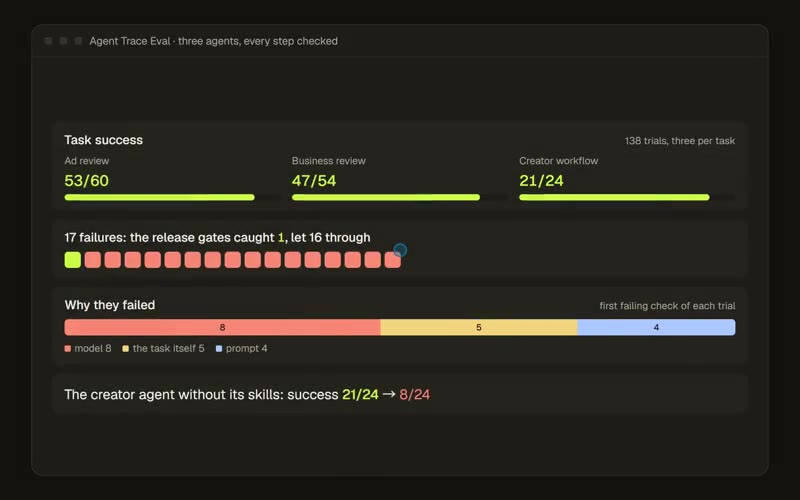 Agent Trace Eval · three agents, every step checked
Task success
138 trials, three per task
Ad review
Business review
Creator workflow
53/60
47/54
21/24
17 failures: the release gates caught 1, let 16 through
Why they failed
first failing check of each trial
8
5
4
model 8
the task itself 5
prompt 4
The creator agent without its skills: success 21/24 → 8/24